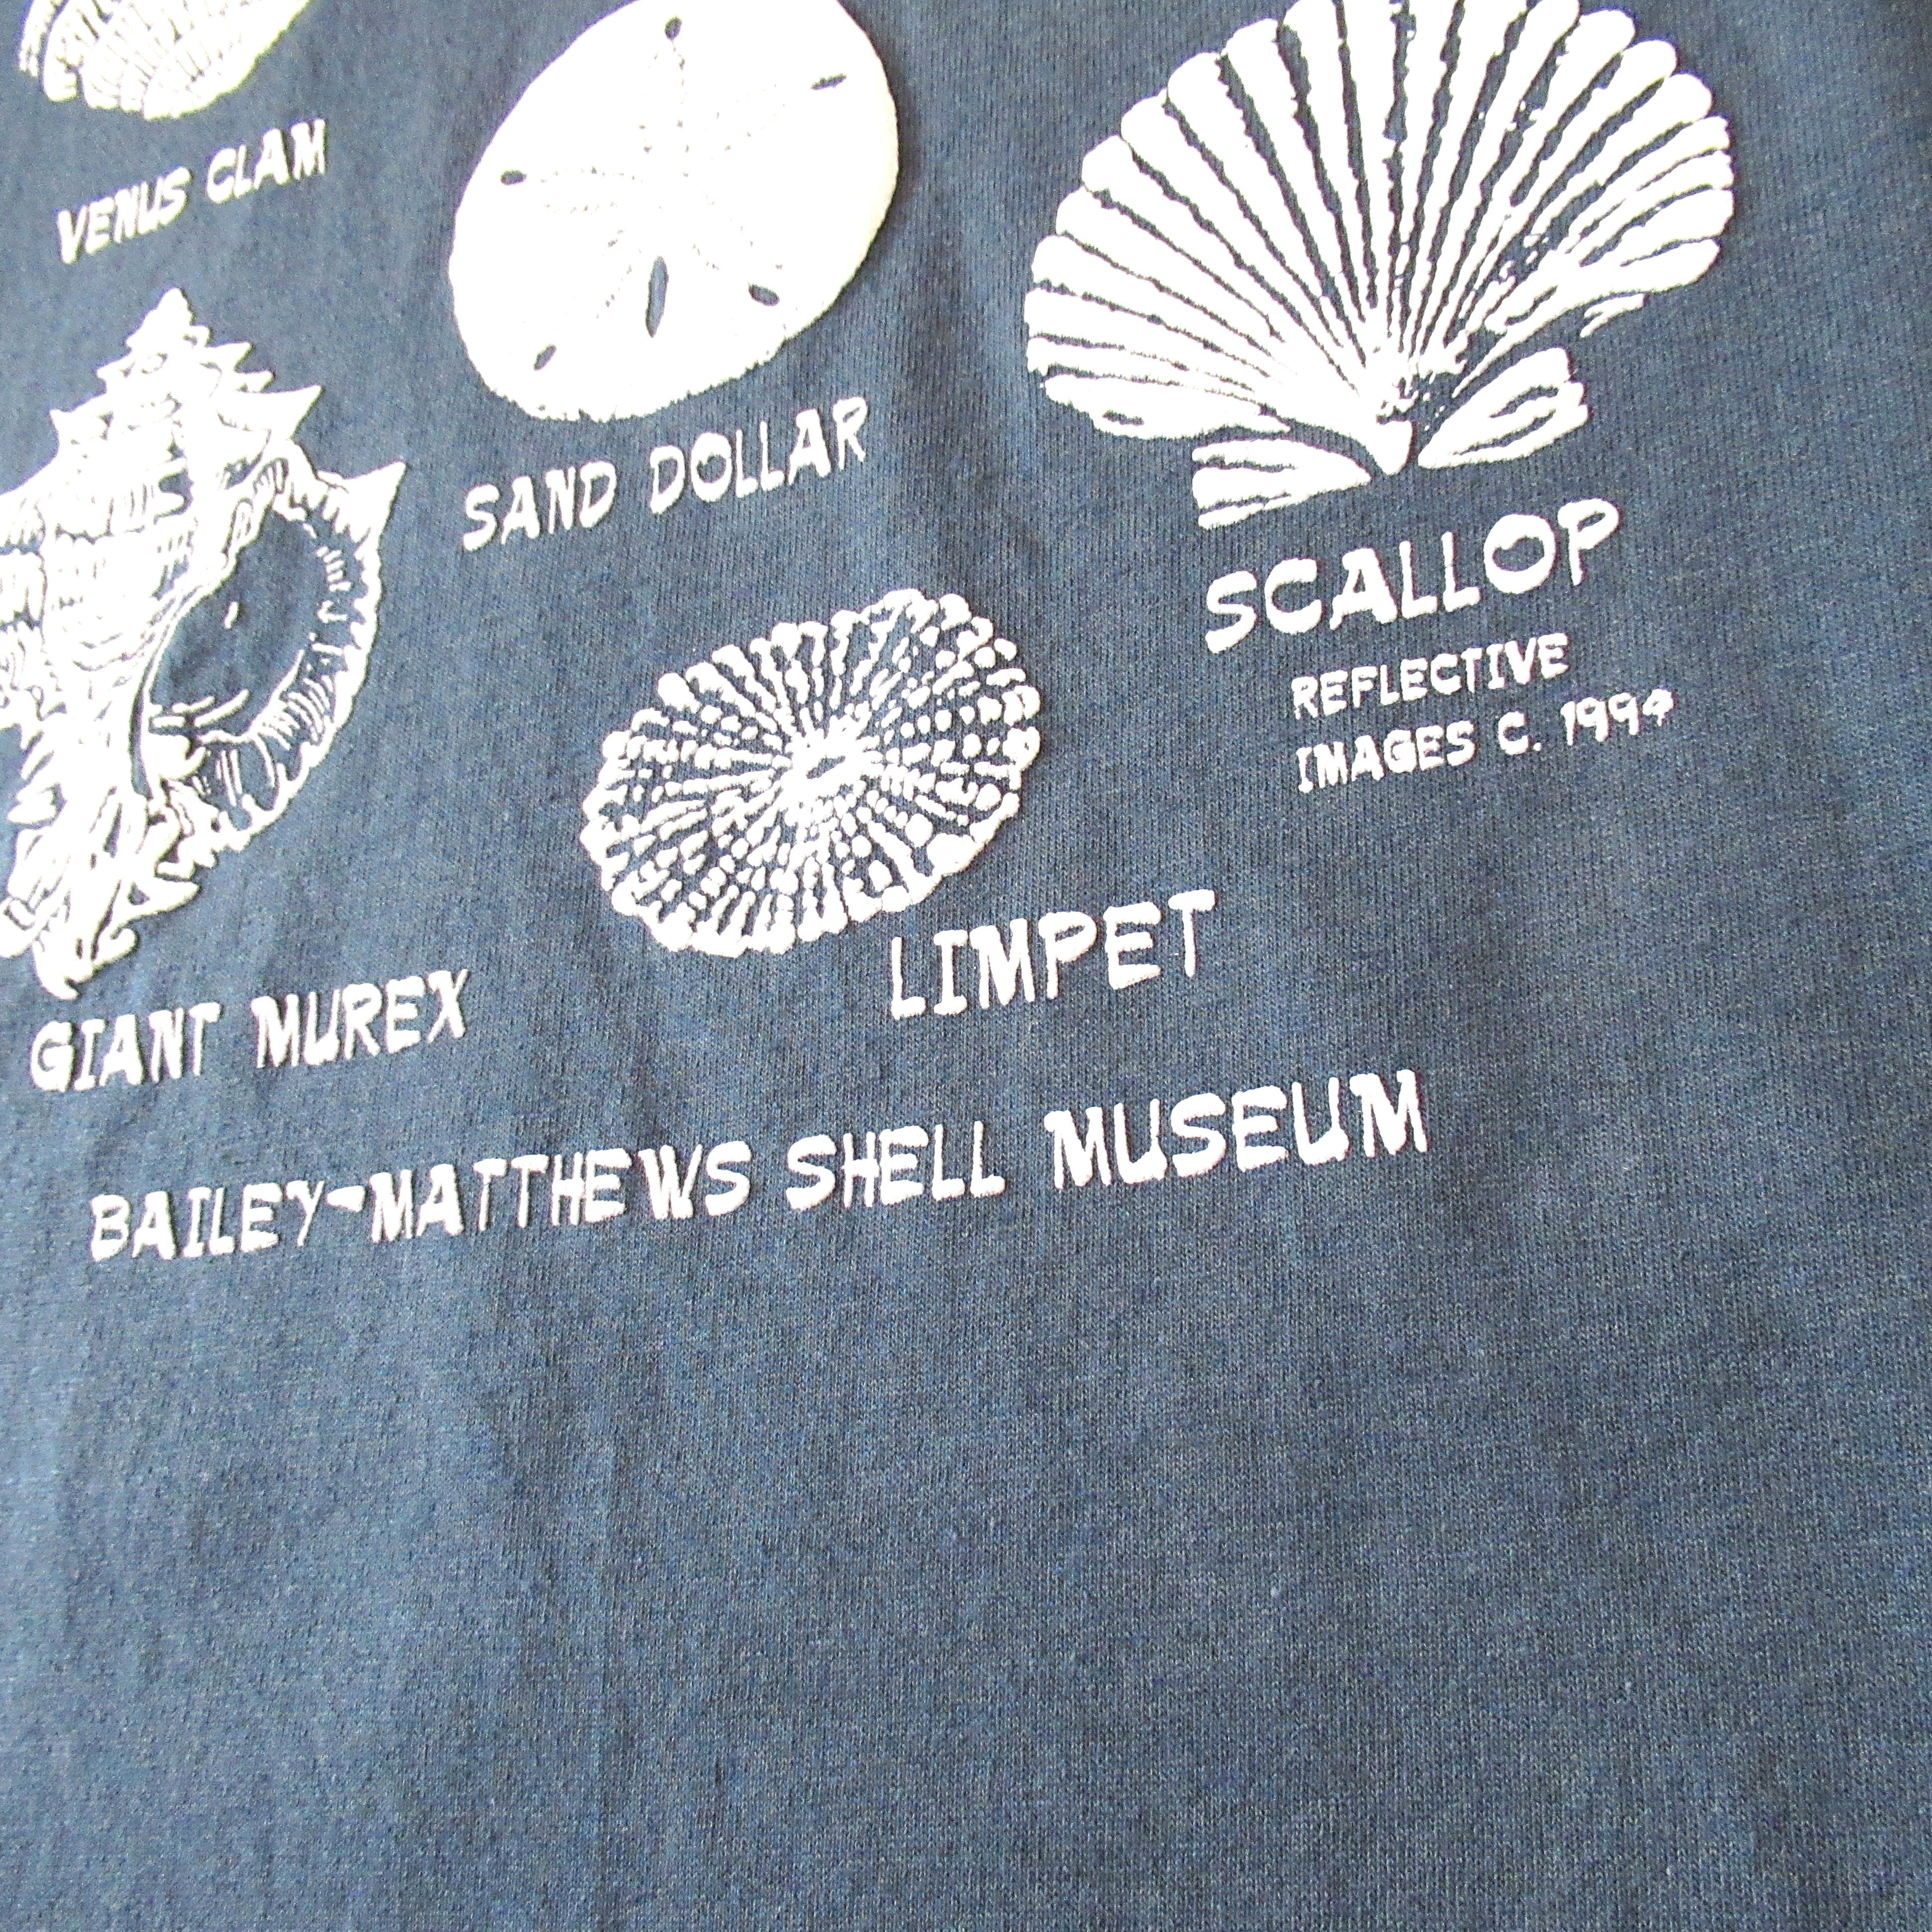 VENUS CLAM
SAND DOLLAR
SCALLOP
REFLECTIVE
IMAGES C. 1994
GIANT MUREX
LIMPET
BAILEY-MATTHEWS SHELL MUSEUM